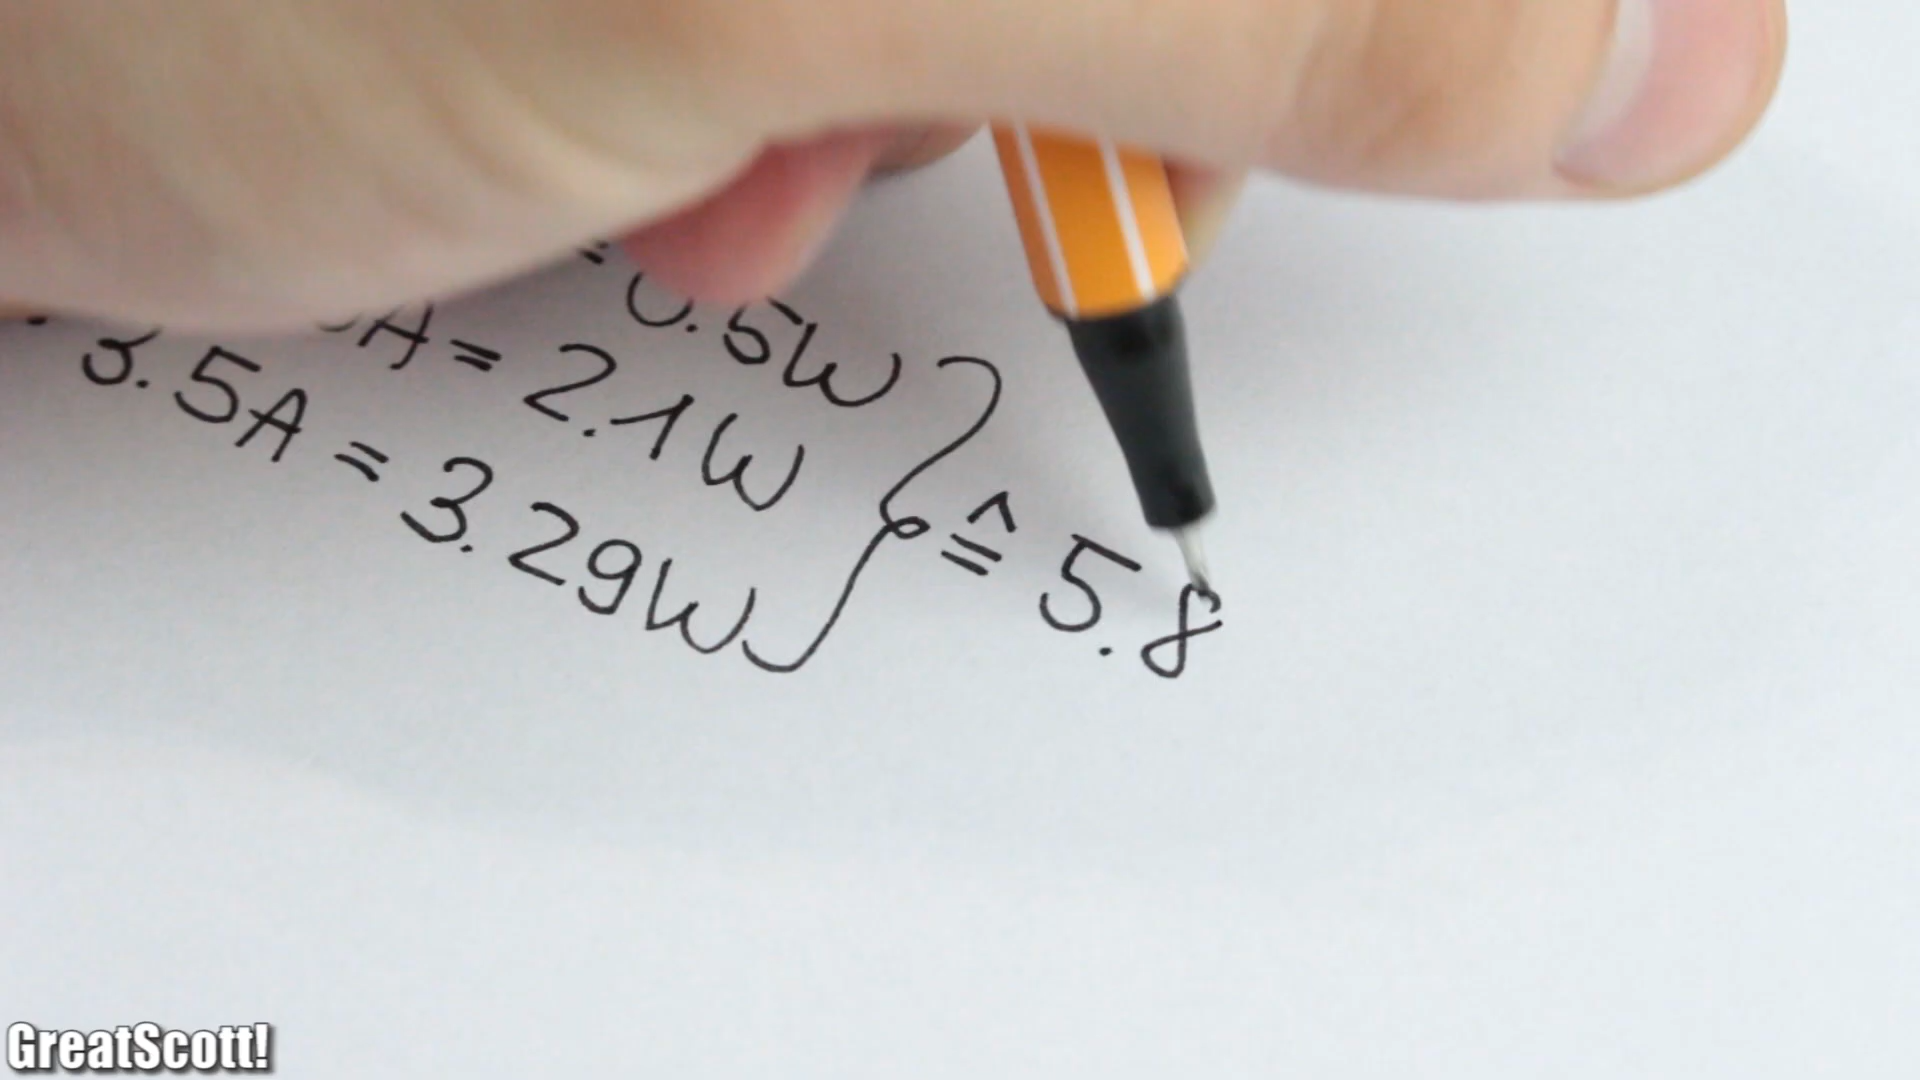 = 0.5W
A = 2.1W
3.5A = 3.29W
≙ 5.8
GreatScott!